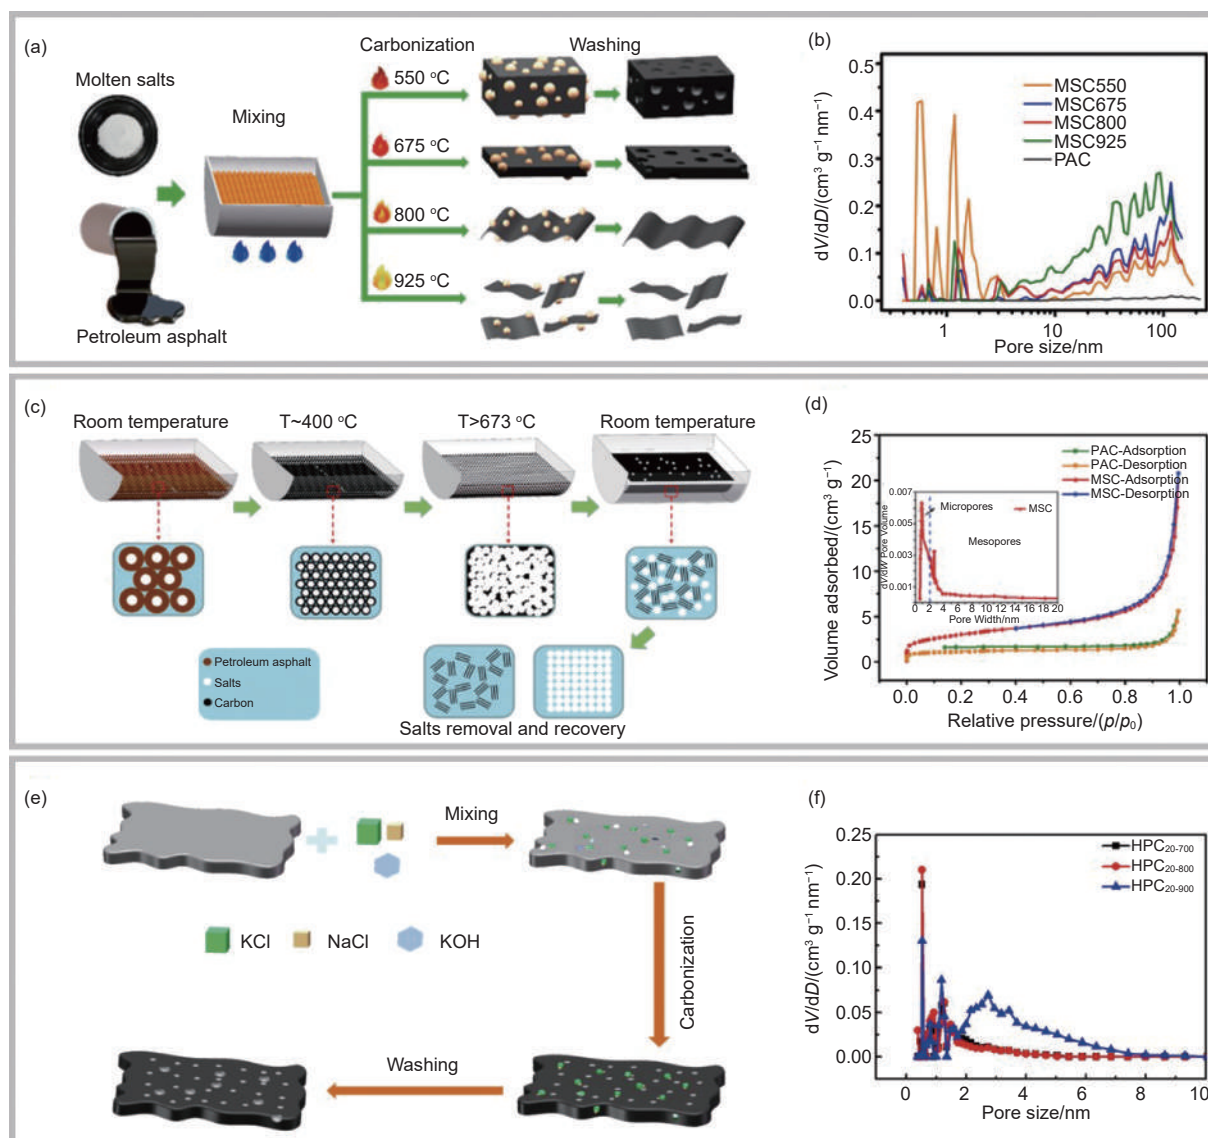 (a)
Molten salts
Mixing
Petroleum asphalt
Carbonization
Washing
550 °C
675 °C
800 °C
925 °C
(b)
dV/dD/(cm³ g⁻¹ nm⁻¹)
0.5
0.4
0.3
0.2
0.1
0.0
MSC550
MSC675
MSC800
MSC925
PAC
1
10
100
Pore size/nm
(c)
Room temperature
T~400 °C
T>673 °C
Room temperature
Petroleum asphalt
Salts
Carbon
Salts removal and recovery
(d)
Volume adsorbed/(cm³ g⁻¹)
25
20
15
10
5
0
PAC-Adsorption
PAC-Desorption
MSC-Adsorption
MSC-Desorption
dV/dW Pore Volume
0.007
0.005
0.003
0.001
Micropores
MSC
Mesopores
0 2 4 6 8 10 12 14 16 18 20
Pore Width/nm
0.0 0.2 0.4 0.6 0.8 1.0
Relative pressure/(p/p₀)
(e)
Mixing
KCl
NaCl
KOH
Carbonization
Washing
(f)
dV/dD/(cm³ g⁻¹ nm⁻¹)
0.25
0.20
0.15
0.10
0.05
0.00
HPC₂₀₋₇₀₀
HPC₂₀₋₈₀₀
HPC₂₀₋₉₀₀
0 2 4 6 8 10
Pore size/nm